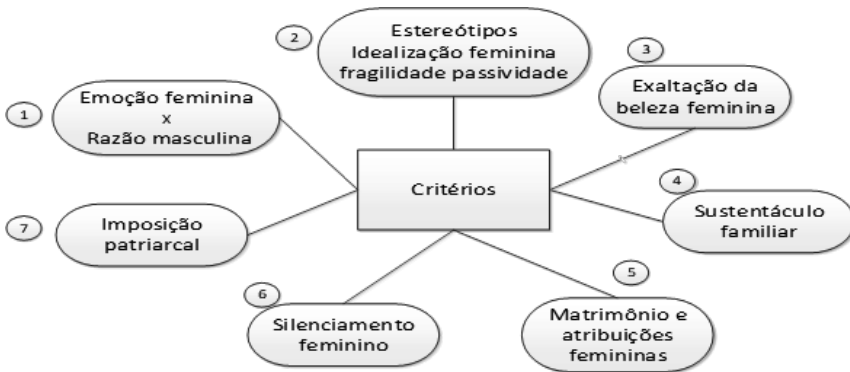 2
Estereótipos
Idealização feminina
fragilidade passividade
3
Exaltação da
beleza feminina
1
Emoção feminina
x
Razão masculina
Critérios
4
Sustentáculo
familiar
7
Imposição
patriarcal
6
Silenciamento
feminino
5
Matrimônio e
atribuições
femininas